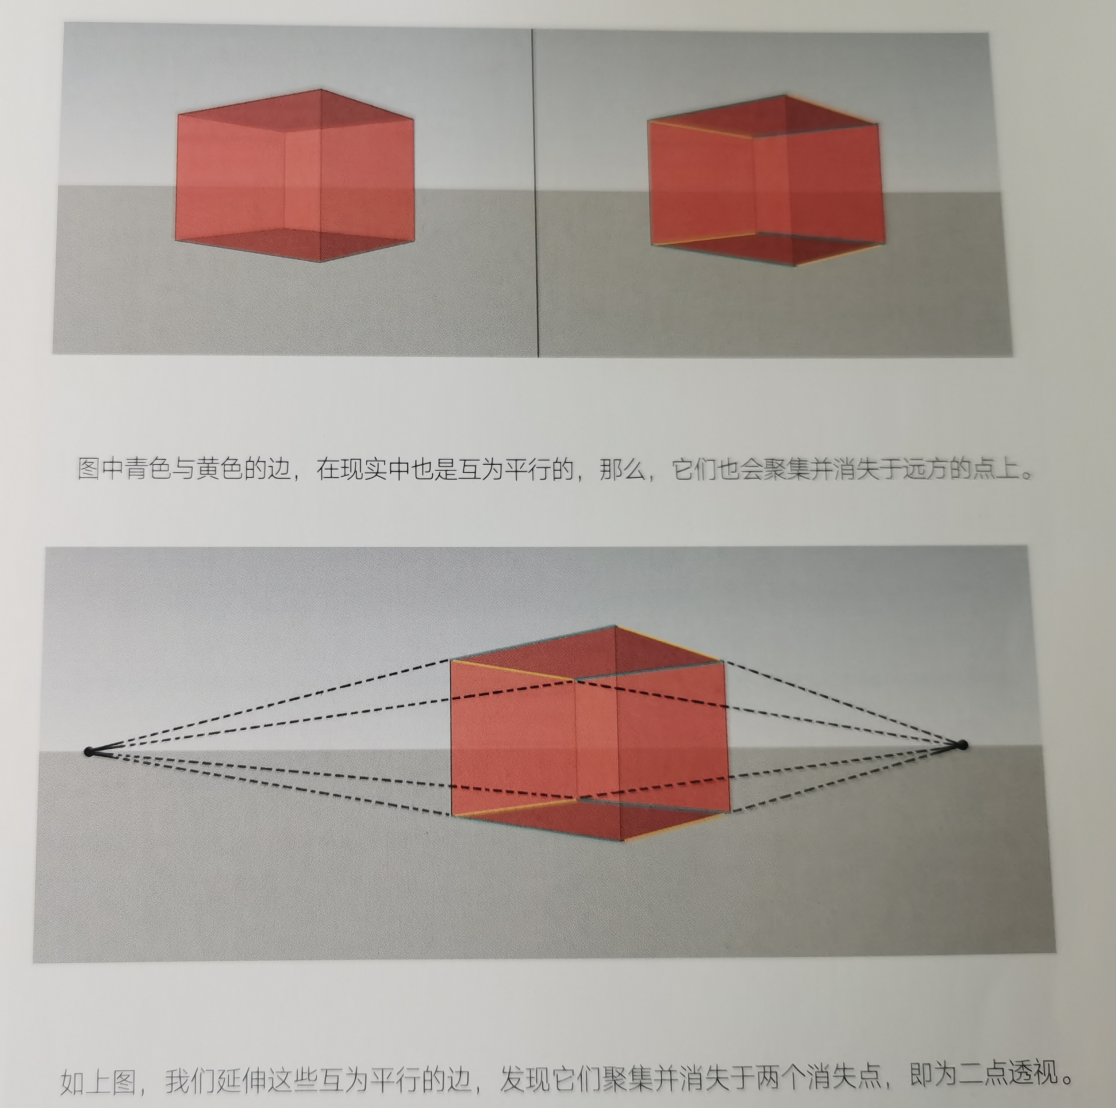 图中青色与黄色的边，在现实中也是互为平行的，那么，它们也会聚集并消失于远方的点上。
如上图，我们延伸这些互为平行的边，发现它们聚集并消失于两个消失点，即为二点透视。